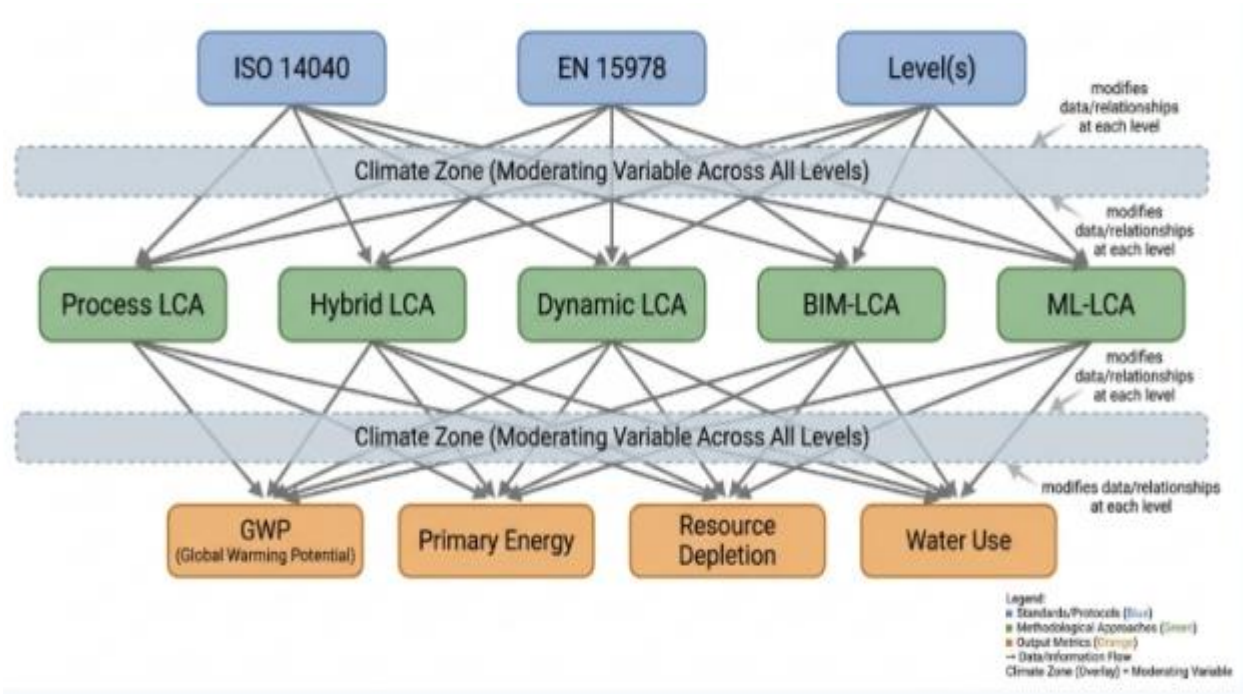 ISO 14040
EN 15978
Level(s)
modifies
data/relationships
at each level
Climate Zone (Moderating Variable Across All Levels)
modifies
data/relationships
at each level
Process LCA
Hybrid LCA
Dynamic LCA
BIM-LCA
ML-LCA
modifies
data/relationships
at each level
Climate Zone (Moderating Variable Across All Levels)
modifies data/relationships
at each level
GWP
(Global Warming Potential)
Primary Energy
Resource
Depletion
Water Use
Legend:
Standards/Protocols (Blue)
Methodological Approaches (Green)
Output Metrics (Orange)
→ Data/Information Flow
Climate Zone (Overlay) = Moderating Variable